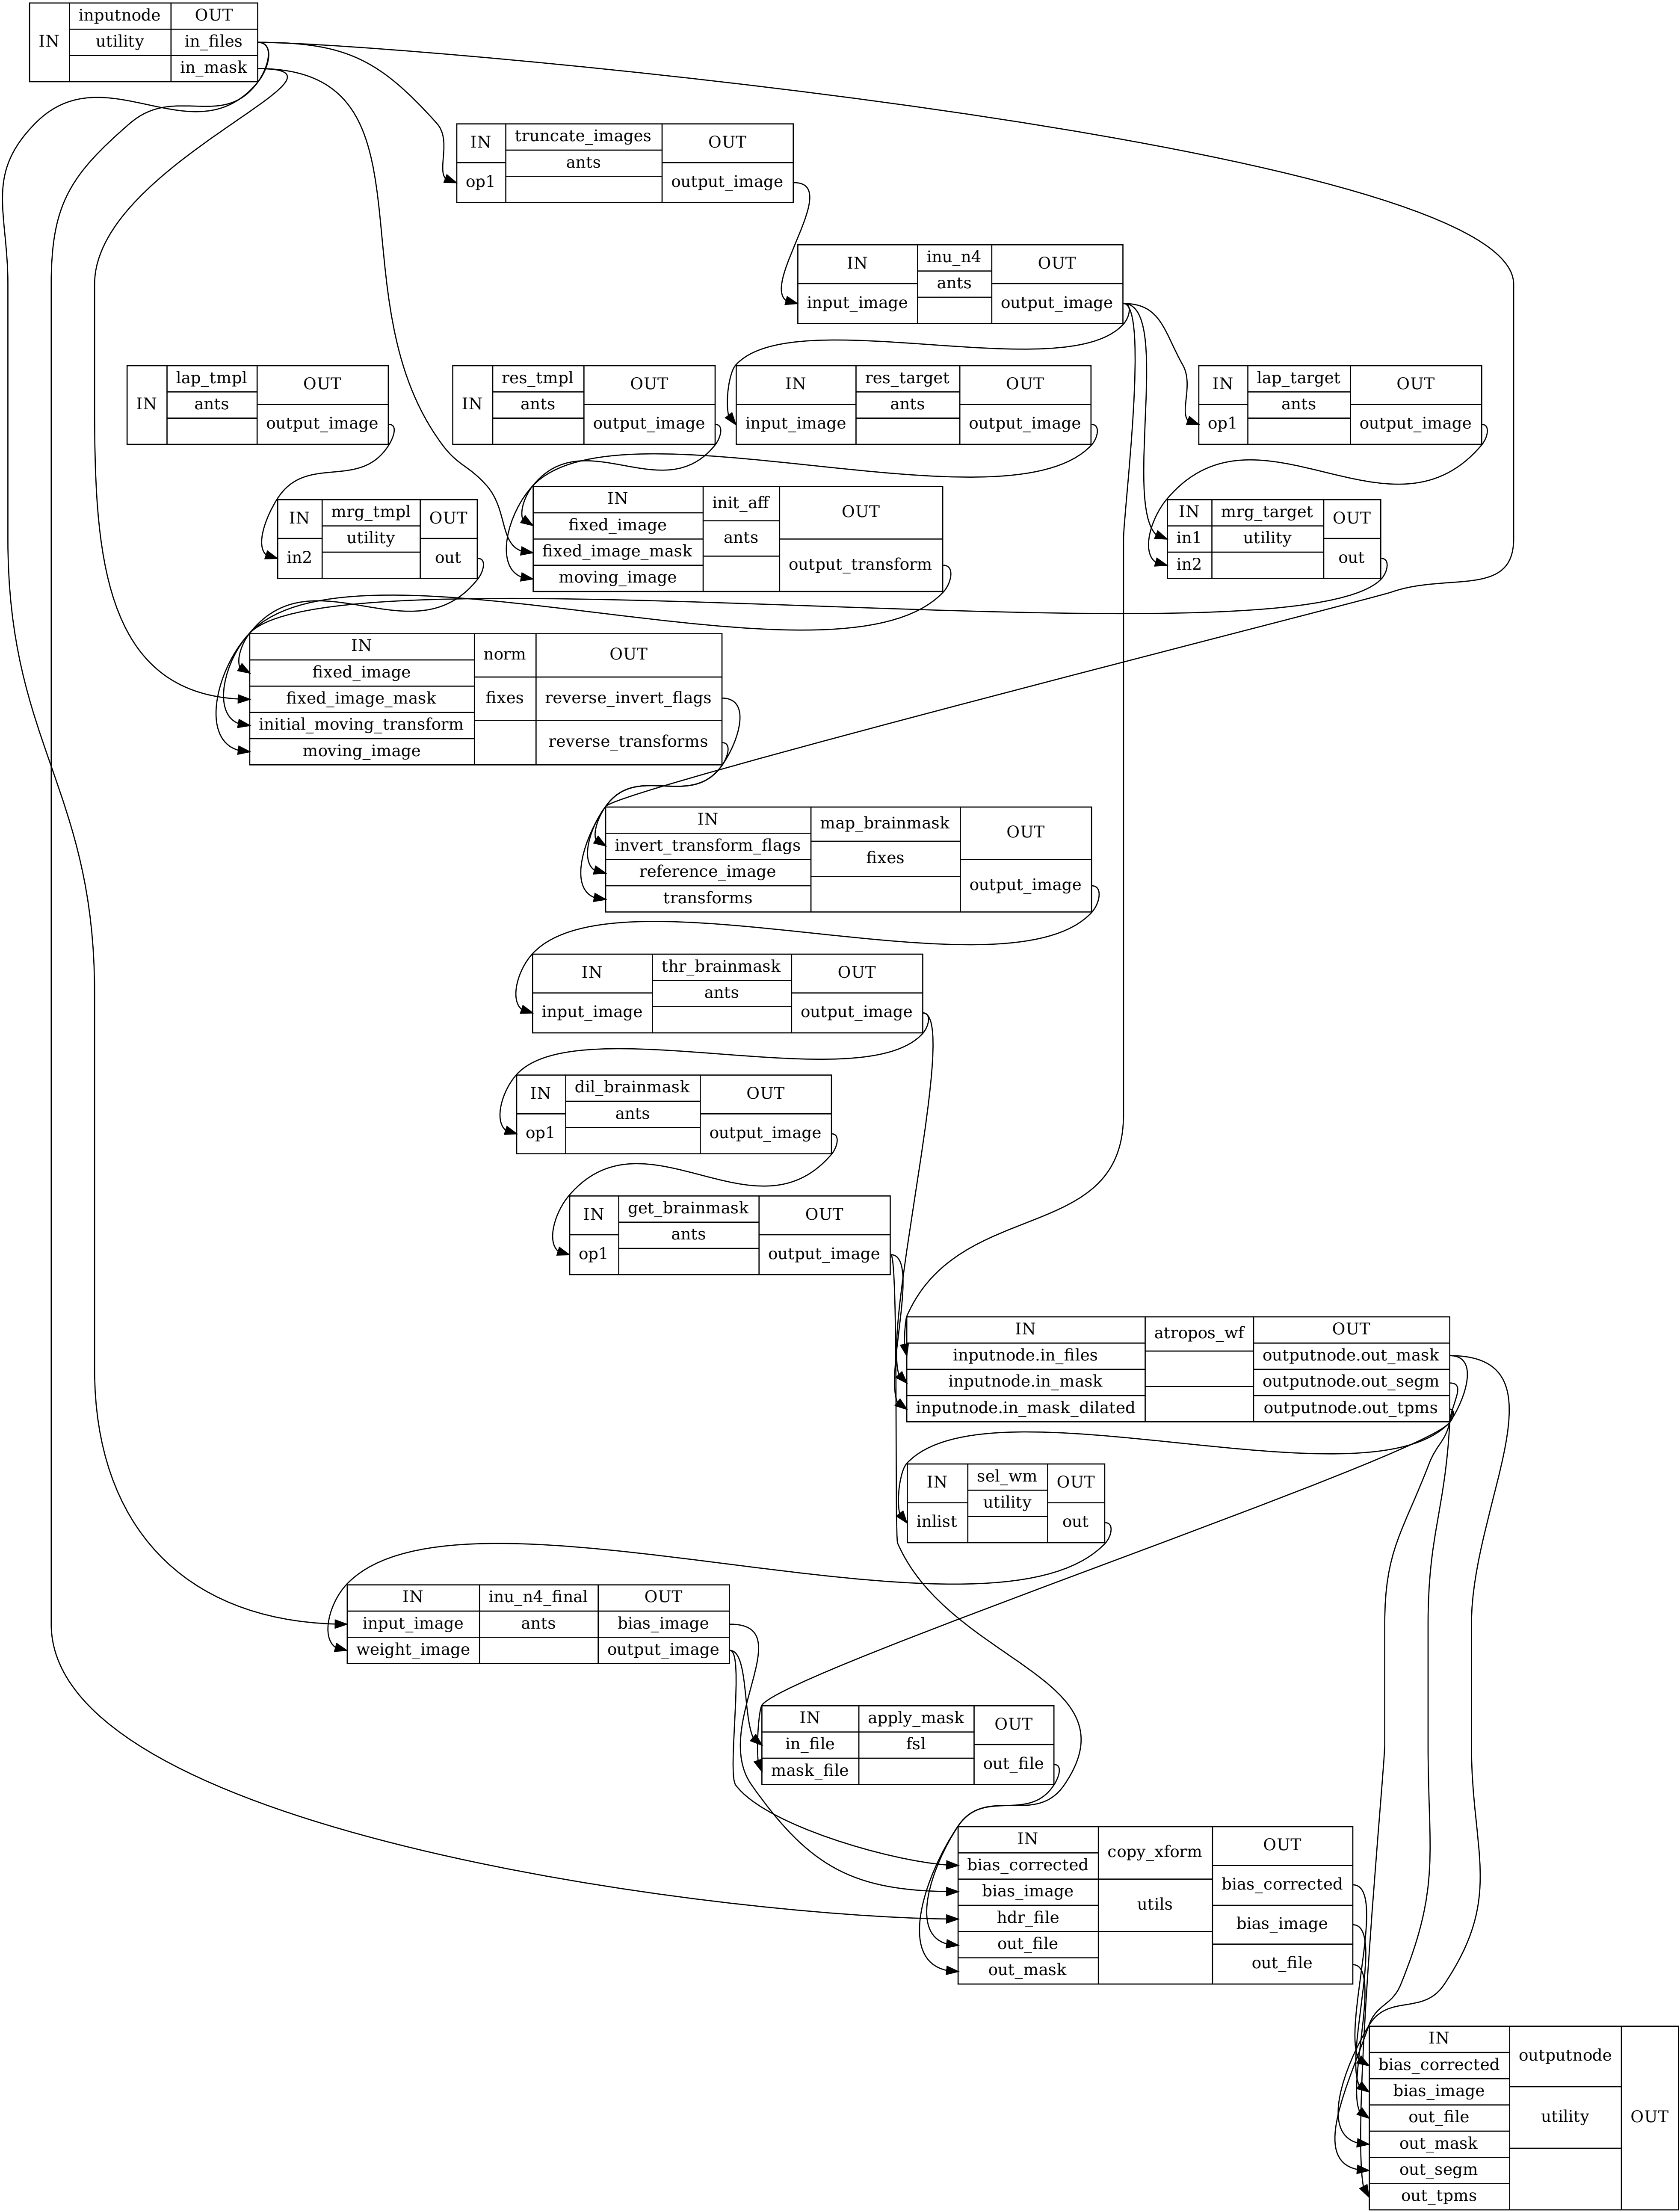 IN
inputnode
utility
OUT
in_files
in_mask
IN
op1
truncate_images
ants
OUT
output_image
IN
input_image
inu_n4
ants
OUT
output_image
IN
lap_tmpl
ants
OUT
output_image
IN
res_tmpl
ants
OUT
output_image
IN
input_image
res_target
ants
OUT
output_image
IN
op1
lap_target
ants
OUT
output_image
IN
in2
mrg_tmpl
utility
OUT
out
IN
fixed_image
fixed_image_mask
moving_image
init_aff
ants
OUT
output_transform
IN
in1
in2
mrg_target
utility
OUT
out
IN
fixed_image
fixed_image_mask
initial_moving_transform
moving_image
norm
fixes
OUT
reverse_invert_flags
reverse_transforms
IN
invert_transform_flags
reference_image
transforms
map_brainmask
fixes
OUT
output_image
IN
input_image
thr_brainmask
ants
OUT
output_image
IN
op1
dil_brainmask
ants
OUT
output_image
IN
op1
get_brainmask
ants
OUT
output_image
IN
inputnode.in_files
inputnode.in_mask
inputnode.in_mask_dilated
atropos_wf
OUT
outputnode.out_mask
outputnode.out_segm
outputnode.out_tpms
IN
inlist
sel_wm
utility
OUT
out
IN
input_image
weight_image
inu_n4_final
ants
OUT
bias_image
output_image
IN
in_file
mask_file
apply_mask
fsl
OUT
out_file
IN
bias_corrected
bias_image
hdr_file
out_file
out_mask
copy_xform
utils
OUT
bias_corrected
bias_image
out_file
IN
bias_corrected
bias_image
out_file
out_mask
out_segm
out_tpms
outputnode
utility
OUT